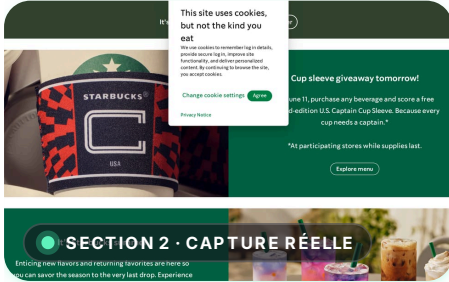 It's
This site uses cookies,
but not the kind you
eat
We use cookies to remember log in details,
provide secure log in, improve site
functionality, and deliver personalized
content. By continuing to browse the site,
you accept cookies.
Change cookie settings
Agree
Privacy Notice
STARBUCKS®
C
USA
Cup sleeve giveaway tomorrow!
une 11, purchase any beverage and score a free
d-edition U.S. Captain Cup Sleeve. Because every
cup needs a captain.*
*At participating stores while supplies last.
Explore menu
SECTION 2 · CAPTURE RÉELLE
Enticing new flavors and returning favorites are here so
you can savor the season to the very last drop. Experience